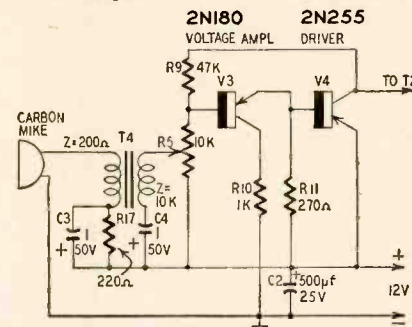 2N180 2N255
VOLTAGE AMPL DRIVER
R9 47K
V3 V4
TO T2
CARBON
MIKE
Z=200Ω T4 R5 10K
Z=
10K
R10
1K
R11
270Ω
C3 1
50V
R17
220Ω
C4
1
50V
+ + +
C2 500µf
25V
+
12V
−